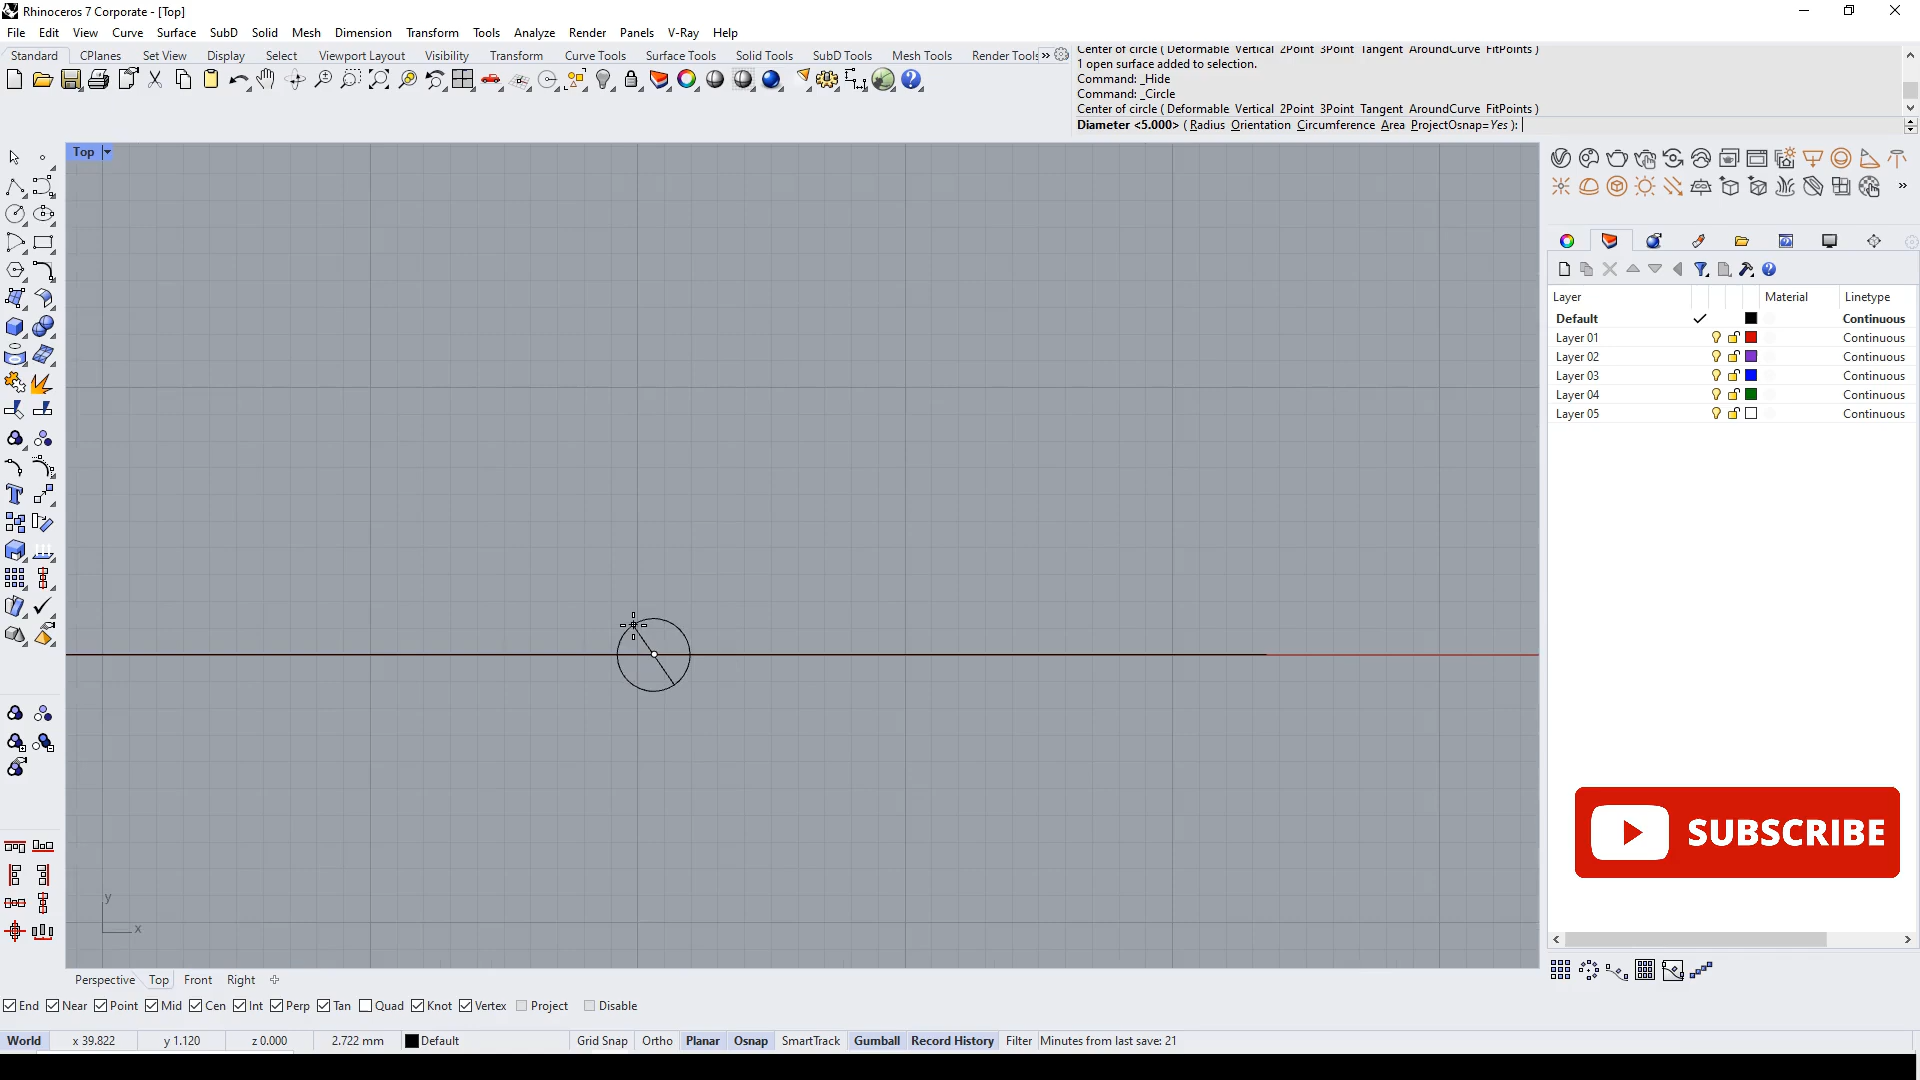 Rhinoceros 7 Corporate - [Top]
File Edit View Curve Surface SubD Solid Mesh Dimension Transform Tools Analyze Render Panels V-Ray Help
Standard CPlanes Set View Display Select Viewport Layout Visibility Transform Curve Tools Surface Tools Solid Tools SubD Tools Mesh Tools Render Tools
Center of circle ( Deformable Vertical 2Point 3Point Tangent AroundCurve FitPoints )
1 open surface added to selection.
Command: _Hide
Command: _Circle
Center of circle ( Deformable Vertical 2Point 3Point Tangent AroundCurve FitPoints )
Diameter <5.000> ( Radius Orientation Circumference Area ProjectOsnap=Yes ):
Top
Layer Material Linetype
Default Continuous
Layer 01 Continuous
Layer 02 Continuous
Layer 03 Continuous
Layer 04 Continuous
Layer 05 Continuous
SUBSCRIBE
y
x
Perspective Top Front Right
End Near Point Mid Cen Int Perp Tan Quad Knot Vertex Project Disable
World x 39.822 y 1.120 z 0.000 2.722 mm Default Grid Snap Ortho Planar Osnap SmartTrack Gumball Record History Filter Minutes from last save: 21